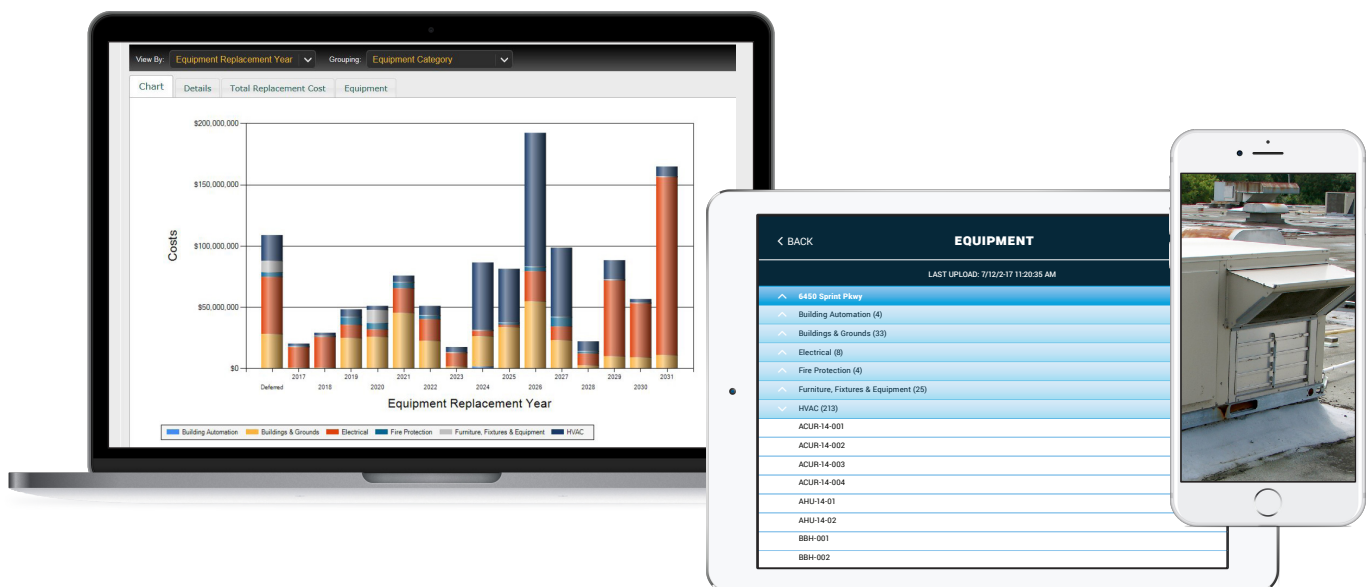 View By: Equipment Replacement Year Grouping: Equipment Category
Chart Details Total Replacement Cost Equipment
$200,000,000
$150,000,000
$100,000,000
$50,000,000
$0
Costs
Deferred 2017 2018 2019 2020 2021 2022 2023 2024 2025 2026 2027 2028 2029 2030 2031
Equipment Replacement Year
Building Automation Buildings & Grounds Electrical Fire Protection Furniture, Fixtures & Equipment HVAC
< BACK EQUIPMENT
LAST UPLOAD: 7/12/2-17 11:20:35 AM
6450 Sprint Pkwy
Building Automation (4)
Buildings & Grounds (33)
Electrical (8)
Fire Protection (4)
Furniture, Fixtures & Equipment (25)
HVAC (213)
ACUR-14-001
ACUR-14-002
ACUR-14-003
ACUR-14-004
AHU-14-01
AHU-14-02
BBH-001
BBH-002